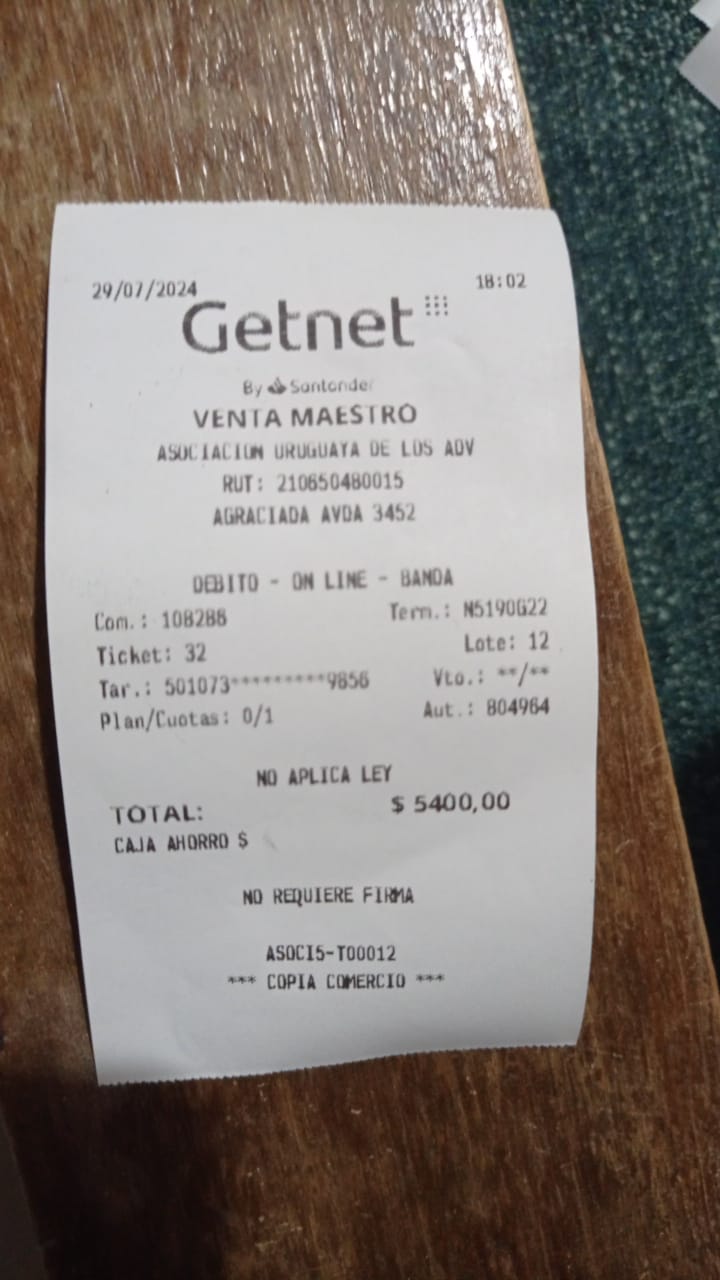 29/07/2024 18:02
Getnet
By Santander
VENTA MAESTRO
ASOCIACION URUGUAYA DE LOS ADV
RUT: 210650480015
AGRACIADA AVDA 3452
DEBITO - ON LINE - BANDA
Com.: 108288 Term.: N5190G22
Ticket: 32 Lote: 12
Tar.: 501073*********9856 Vto.: **/**
Plan/Cuotas: 0/1 Aut.: 804964
NO APLICA LEY
TOTAL: $ 5400,00
CAJA AHORRO $
NO REQUIERE FIRMA
ASOCI5-T00012
*** COPIA COMERCIO ***